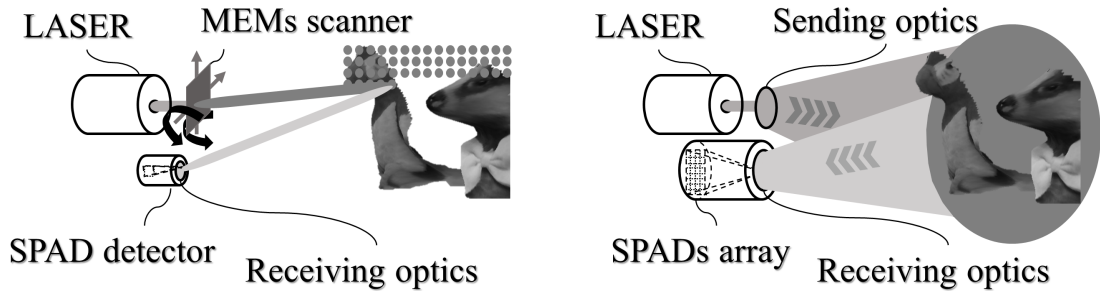 LASER
MEMs scanner
SPAD detector
Receiving optics
LASER
Sending optics
SPADs array
Receiving optics